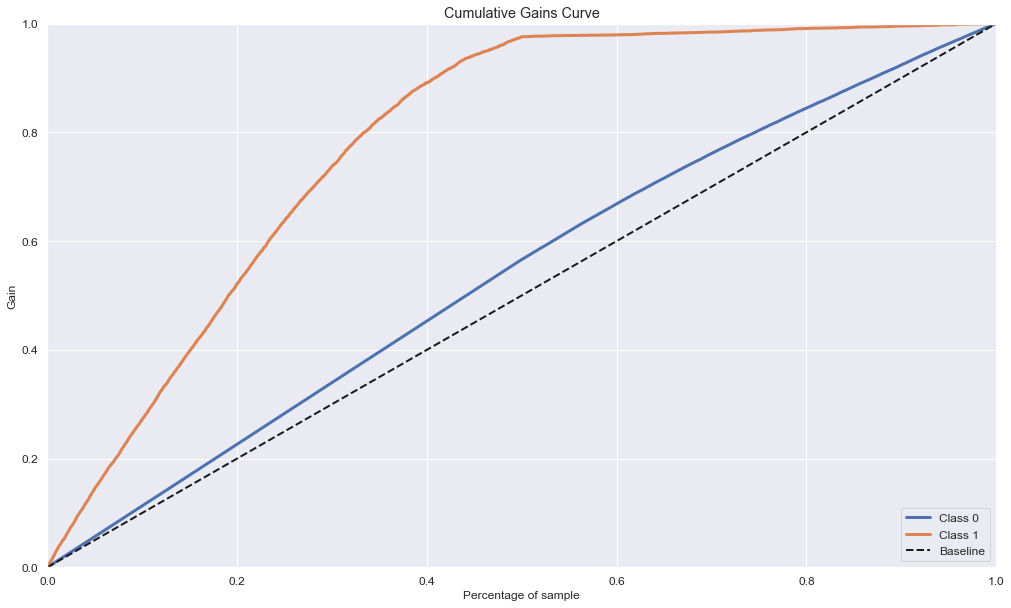 Cumulative Gains Curve
1.0
0.8
0.6
0.4
0.2
0.0
Gain
0.0 0.2 0.4 0.6 0.8 1.0
Percentage of sample
Class 0
Class 1
Baseline